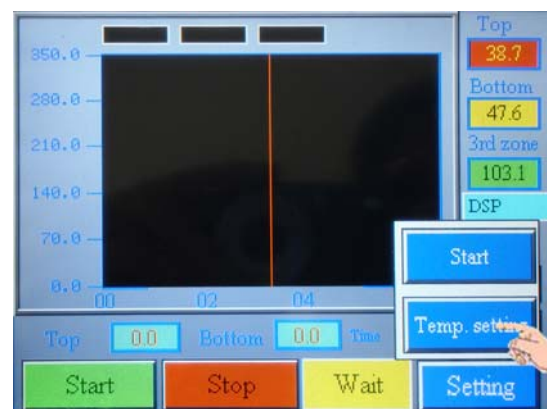 Top
38.7
Bottom
47.6
3rd zone
103.1
DSP
350.0
280.0
210.0
140.0
70.0
0.0
00 02 04
Start
Temp. setting
Top 0.0 Bottom 0.0 Time
Start Stop Wait Setting